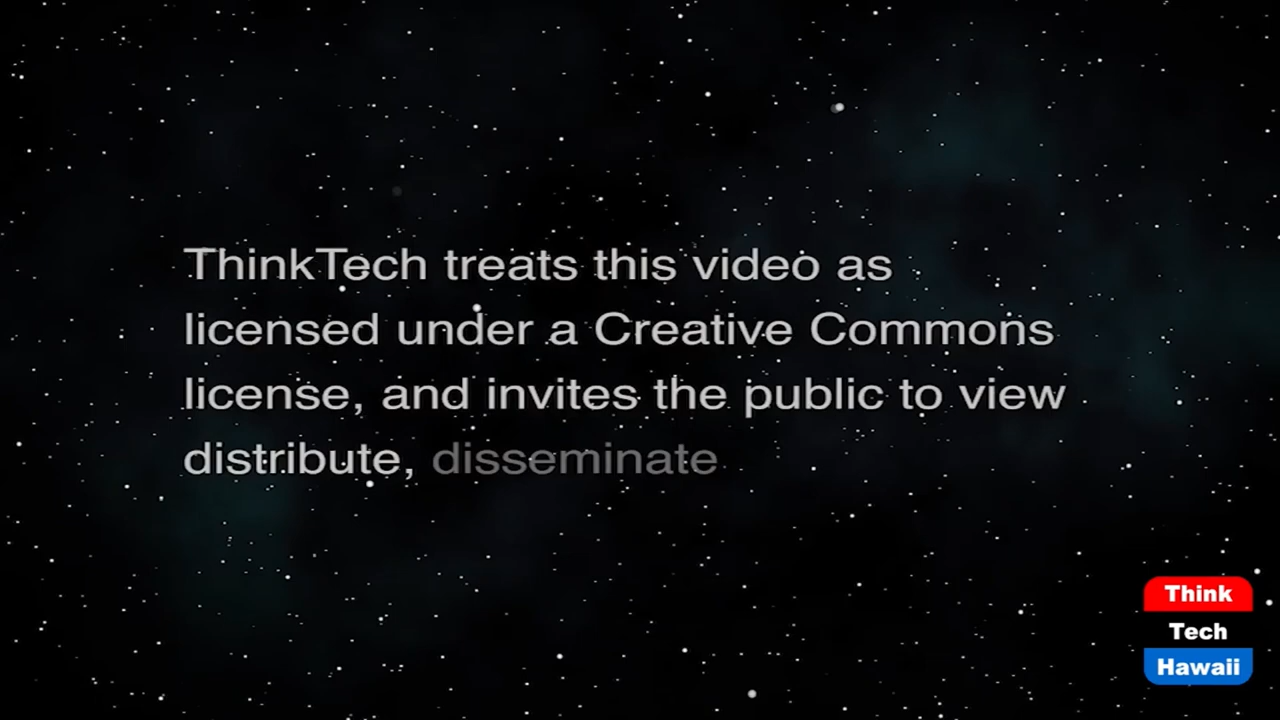 ThinkTech treats this video as
licensed under a Creative Commons
license, and invites the public to view
distribute, disseminate
Think
Tech
Hawaii